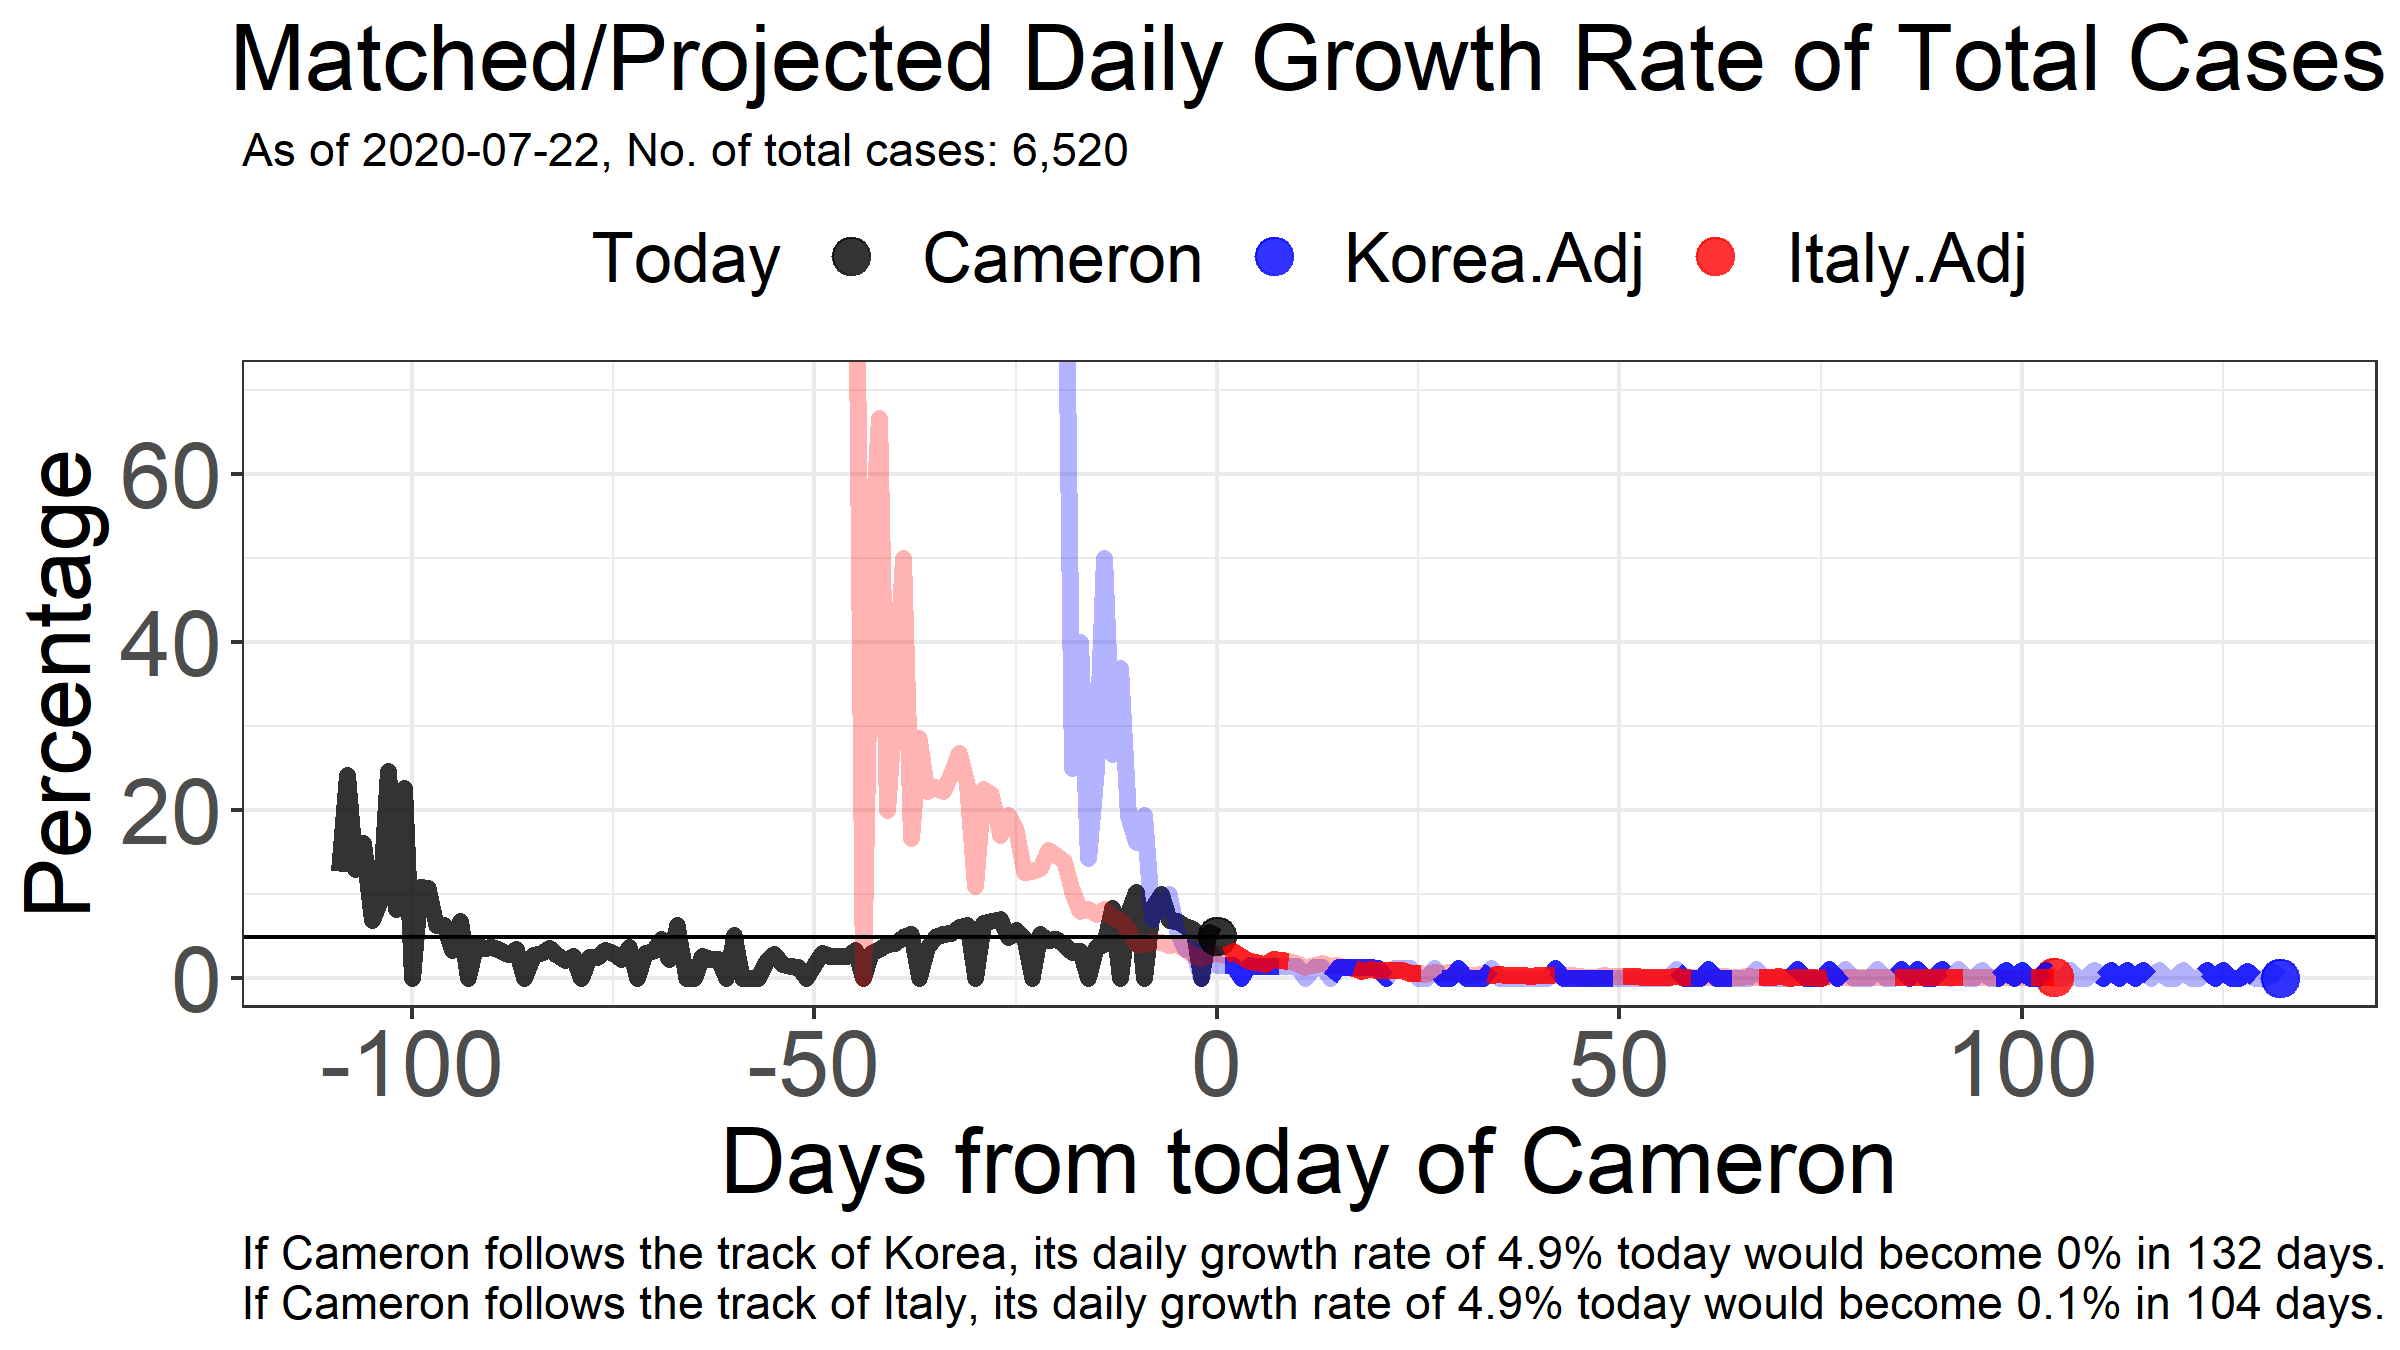 Matched/Projected Daily Growth Rate of Total Cases
As of 2020-07-22, No. of total cases: 6,520
Today Cameron Korea.Adj Italy.Adj
Percentage
60
40
20
0
-100 -50 0 50 100
Days from today of Cameron
If Cameron follows the track of Korea, its daily growth rate of 4.9% today would become 0% in 132 days.
If Cameron follows the track of Italy, its daily growth rate of 4.9% today would become 0.1% in 104 days.